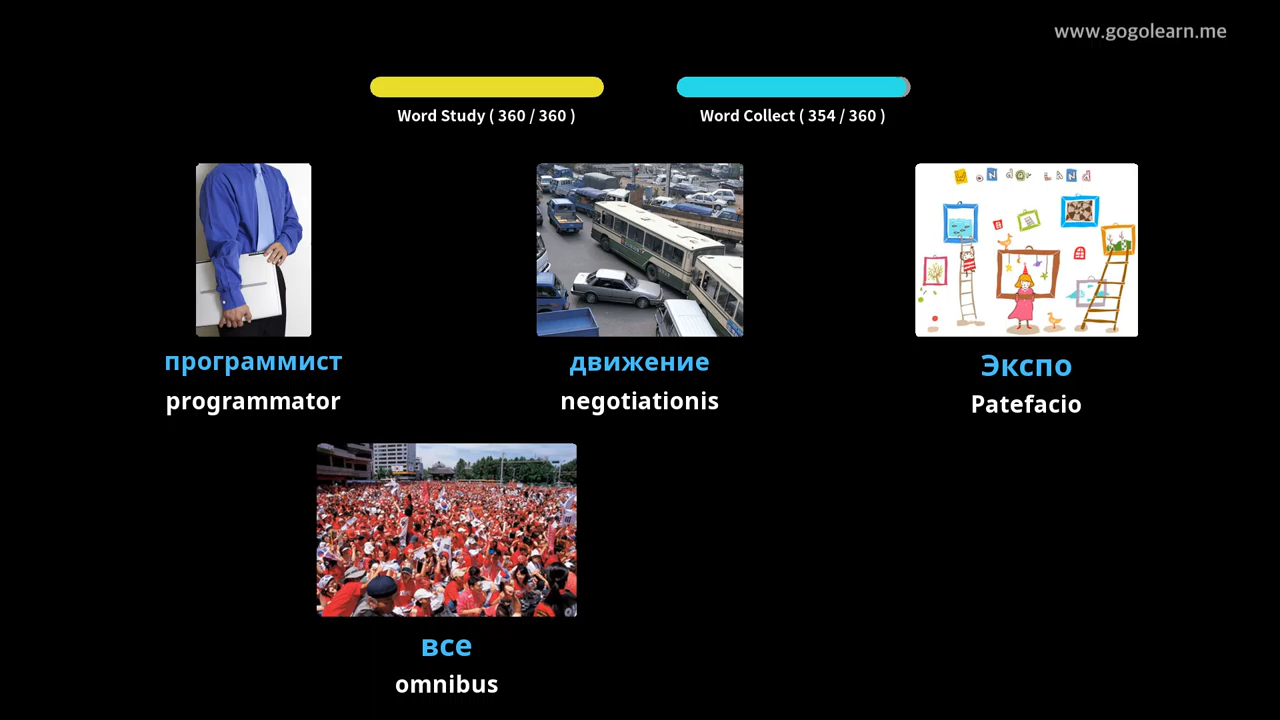 www.gogolearn.me
Word Study ( 360 / 360 )
Word Collect ( 354 / 360 )
программист
programmator
движение
negotiationis
Экспо
Patefacio
все
omnibus